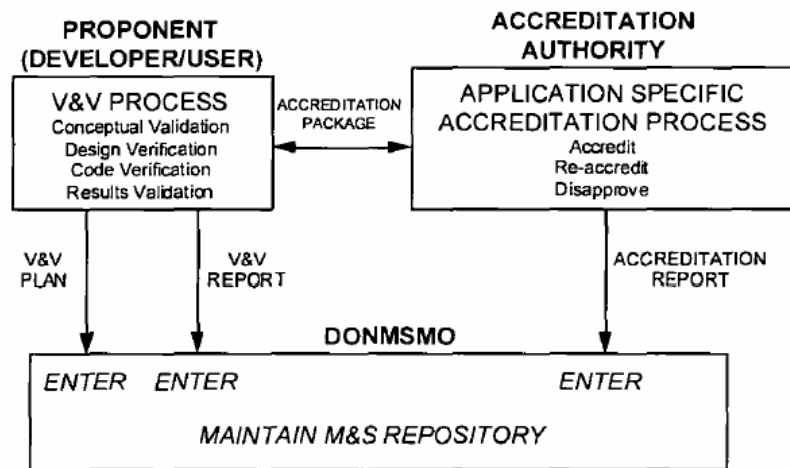 PROPONENT
(DEVELOPER/USER)
ACCREDITATION
AUTHORITY
V&V PROCESS
Conceptual Validation
Design Verification
Code Verification
Results Validation
ACCREDITATION
PACKAGE
APPLICATION SPECIFIC
ACCREDITATION PROCESS
Accredit
Re-accredit
Disapprove
V&V
PLAN
V&V
REPORT
ACCREDITATION
REPORT
DONMSMO
ENTER
ENTER
ENTER
MAINTAIN M&S REPOSITORY